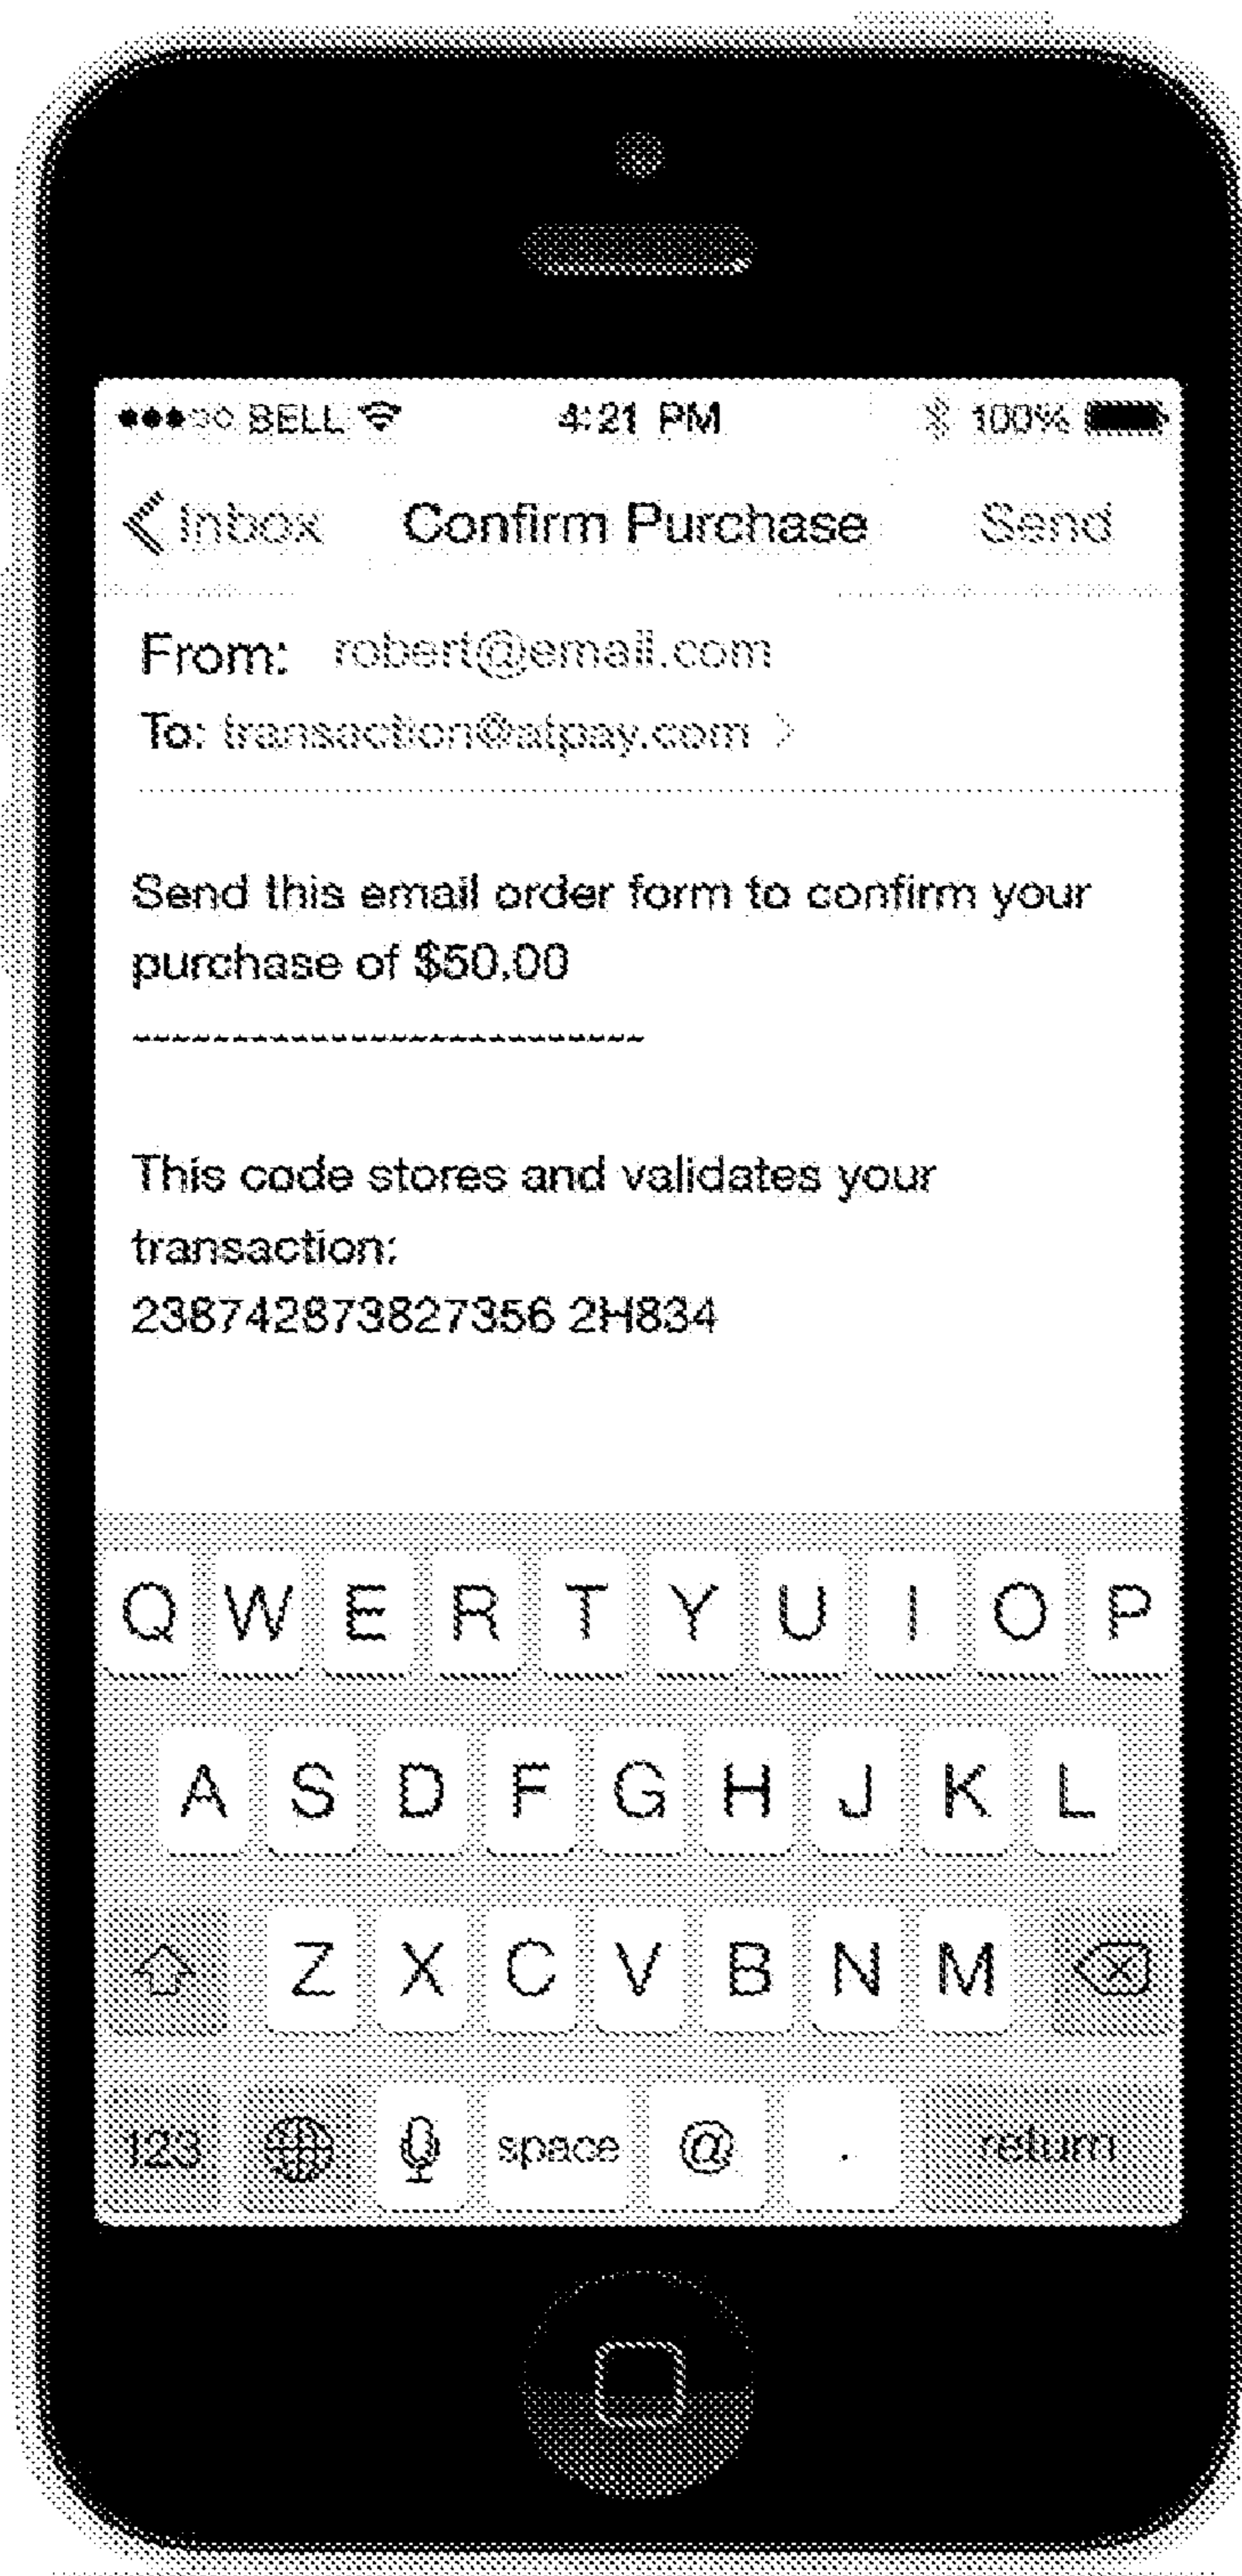 BELL 4:21 PM 100%
Inbox Confirm Purchase Send
From: robert@email.com
To: transaction@atpay.com >
Send this email order form to confirm your
purchase of $50.00
--------------------------
This code stores and validates your
transaction:
238742873827356 2H834
Q W E R T Y U I O P
A S D F G H J K L
Z X C V B N M
123 space @ . return